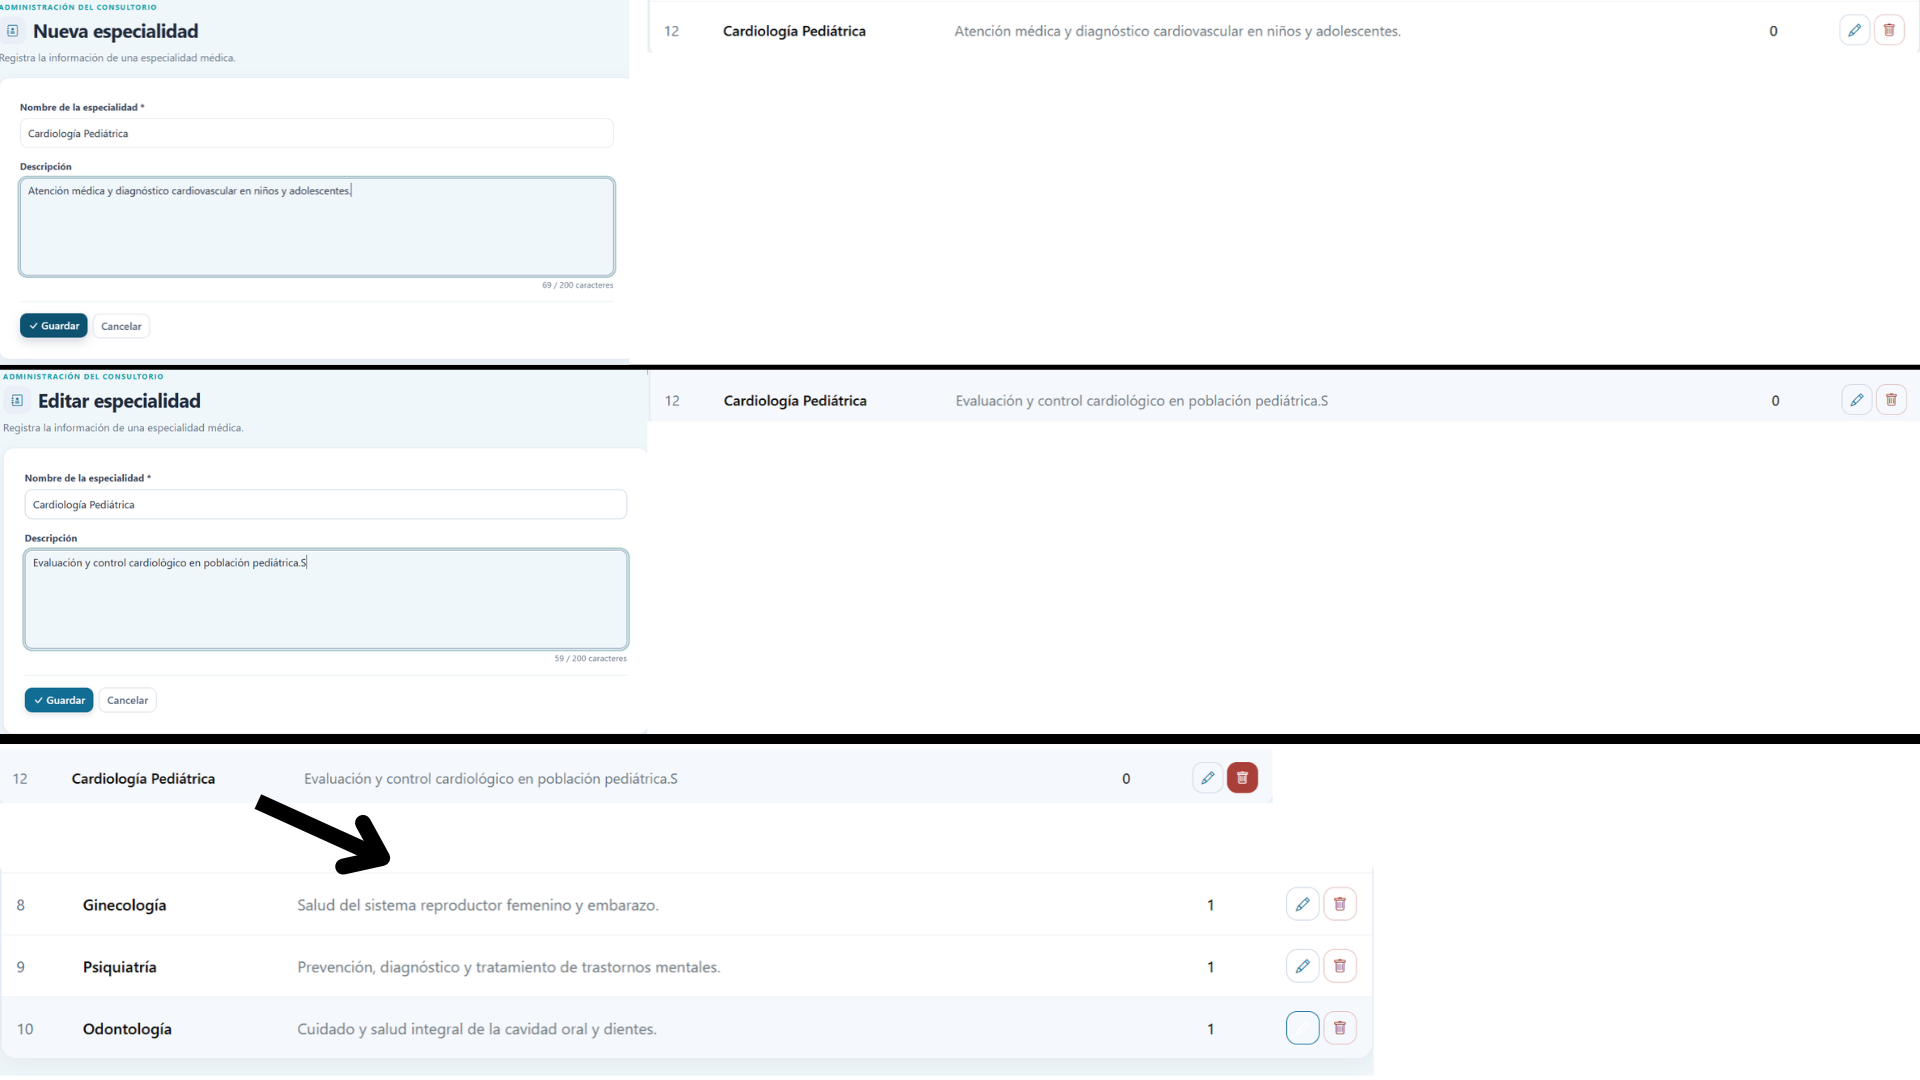 ADMINISTRACIÓN DEL CONSULTORIO
Nueva especialidad
Registra la información de una especialidad médica.
Nombre de la especialidad *
Cardiología Pediátrica
Descripción
Atención médica y diagnóstico cardiovascular en niños y adolescentes.
69 / 200 caracteres
Guardar Cancelar
12 Cardiología Pediátrica Atención médica y diagnóstico cardiovascular en niños y adolescentes. 0
ADMINISTRACIÓN DEL CONSULTORIO
Editar especialidad
Registra la información de una especialidad médica.
Nombre de la especialidad *
Cardiología Pediátrica
Descripción
Evaluación y control cardiológico en población pediátrica.S
59 / 200 caracteres
Guardar Cancelar
12 Cardiología Pediátrica Evaluación y control cardiológico en población pediátrica.S 0
12 Cardiología Pediátrica Evaluación y control cardiológico en población pediátrica.S 0
8 Ginecología Salud del sistema reproductor femenino y embarazo. 1
9 Psiquiatría Prevención, diagnóstico y tratamiento de trastornos mentales. 1
10 Odontología Cuidado y salud integral de la cavidad oral y dientes. 1